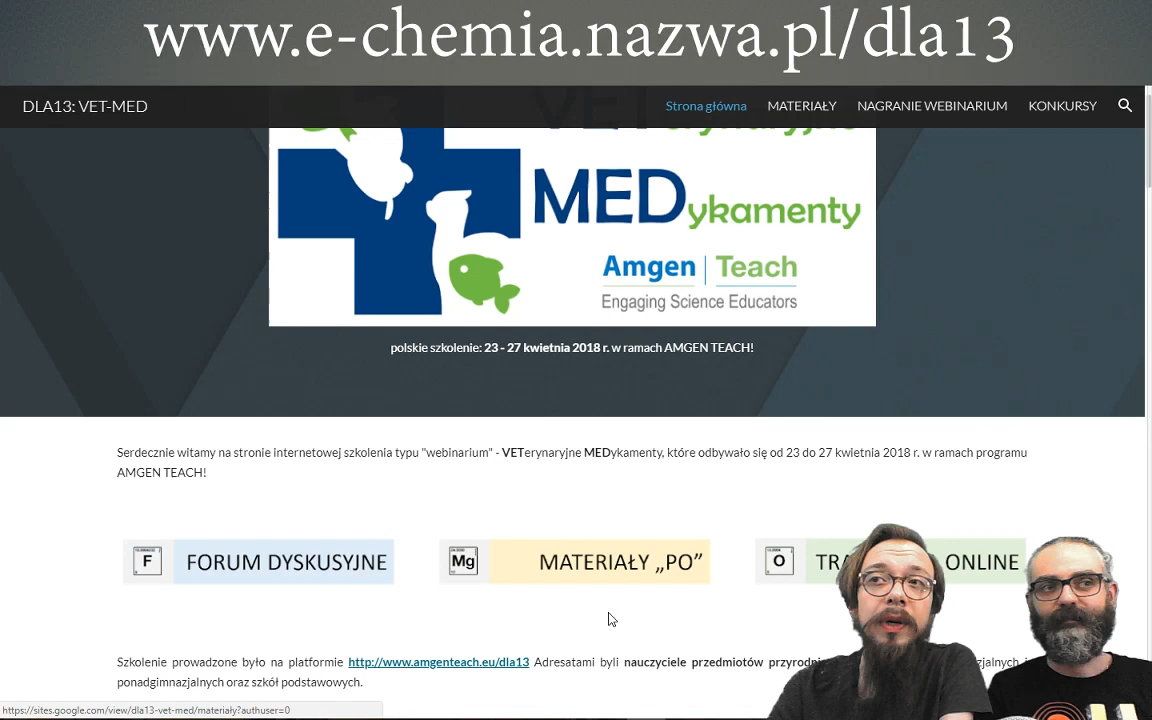 www.e-chemia.nazwa.pl/dla13
DLA13: VET-MED
Strona główna
MATERIAŁY
NAGRANIE WEBINARIUM
KONKURSY
MEDykamenty
Amgen | Teach
Engaging Science Educators
polskie szkolenie: 23 - 27 kwietnia 2018 r. w ramach AMGEN TEACH!
Serdecznie witamy na stronie internetowej szkolenia typu "webinarium" - VETerynaryjne MEDykamenty, które odbywało się od 23 do 27 kwietnia 2018 r. w ramach programu
AMGEN TEACH!
F FORUM DYSKUSYJNE
Mg MATERIAŁY „PO”
O ONLINE
Szkolenie prowadzone było na platformie http://www.amgenteach.eu/dla13 Adresatami byli nauczyciele przedmiotów
ponadgimnazjalnych oraz szkół podstawowych.
https://sites.google.com/view/dla13-vet-med/materiały?authuser=0